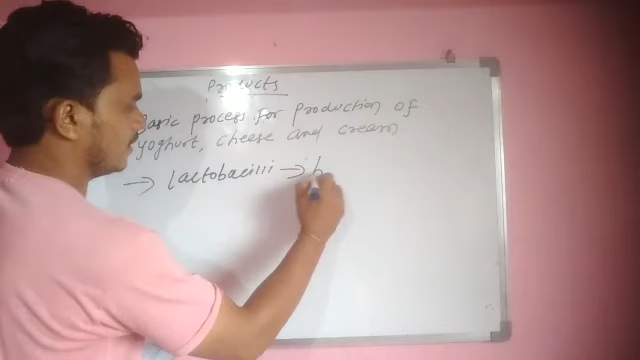 Products
Basic process for production of
yoghurt, cheese and cream
→ Lactobacilli → b